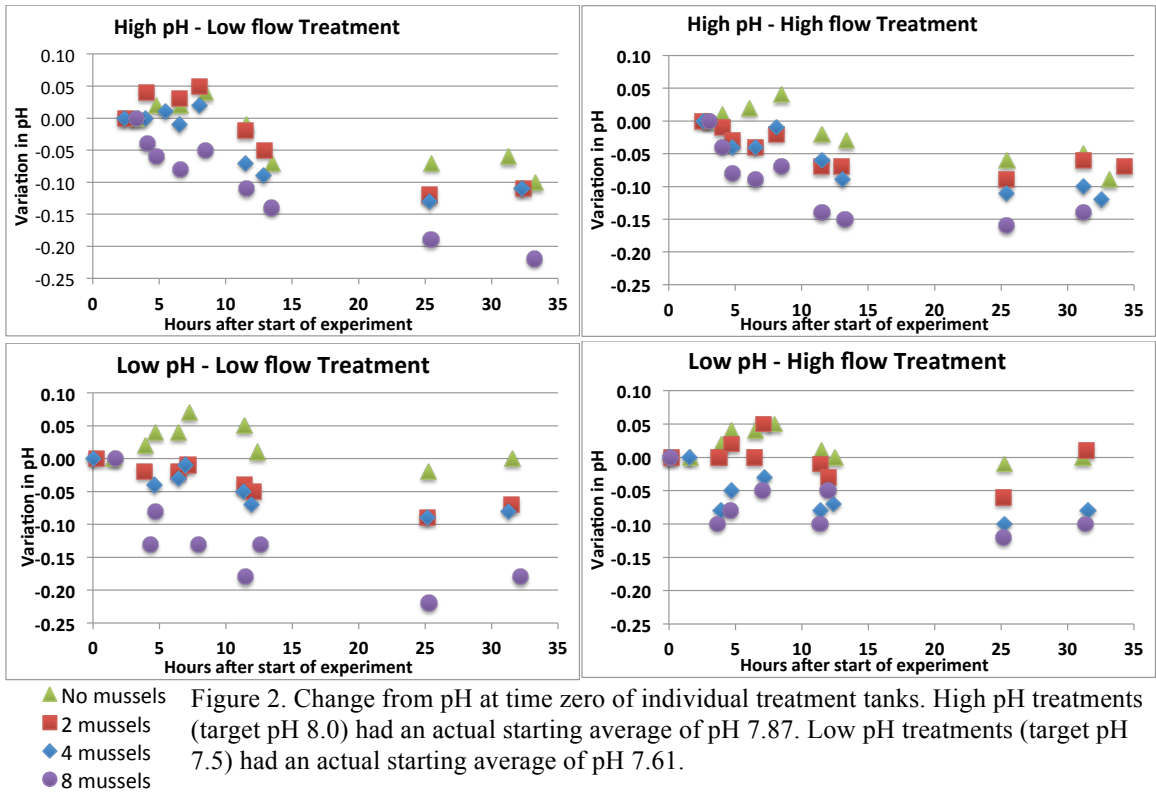 High pH - Low flow Treatment
Variation in pH
0.10
0.05
0.00
-0.05
-0.10
-0.15
-0.20
-0.25
0 5 10 15 20 25 30 35
Hours after start of experiment
High pH - High flow Treatment
Variation in pH
0.10
0.05
0.00
-0.05
-0.10
-0.15
-0.20
-0.25
0 5 10 15 20 25 30 35
Hours after start of experiment
Low pH - Low flow Treatment
Variation in pH
0.10
0.05
0.00
-0.05
-0.10
-0.15
-0.20
-0.25
0 5 10 15 20 25 30 35
Hours after start of experiment
Low pH - High flow Treatment
Variation in pH
0.10
0.05
0.00
-0.05
-0.10
-0.15
-0.20
-0.25
0 5 10 15 20 25 30 35
Hours after start of experiment
No mussels
2 mussels
4 mussels
8 mussels
Figure 2. Change from pH at time zero of individual treatment tanks. High pH treatments
(target pH 8.0) had an actual starting average of pH 7.87. Low pH treatments (target pH
7.5) had an actual starting average of pH 7.61.